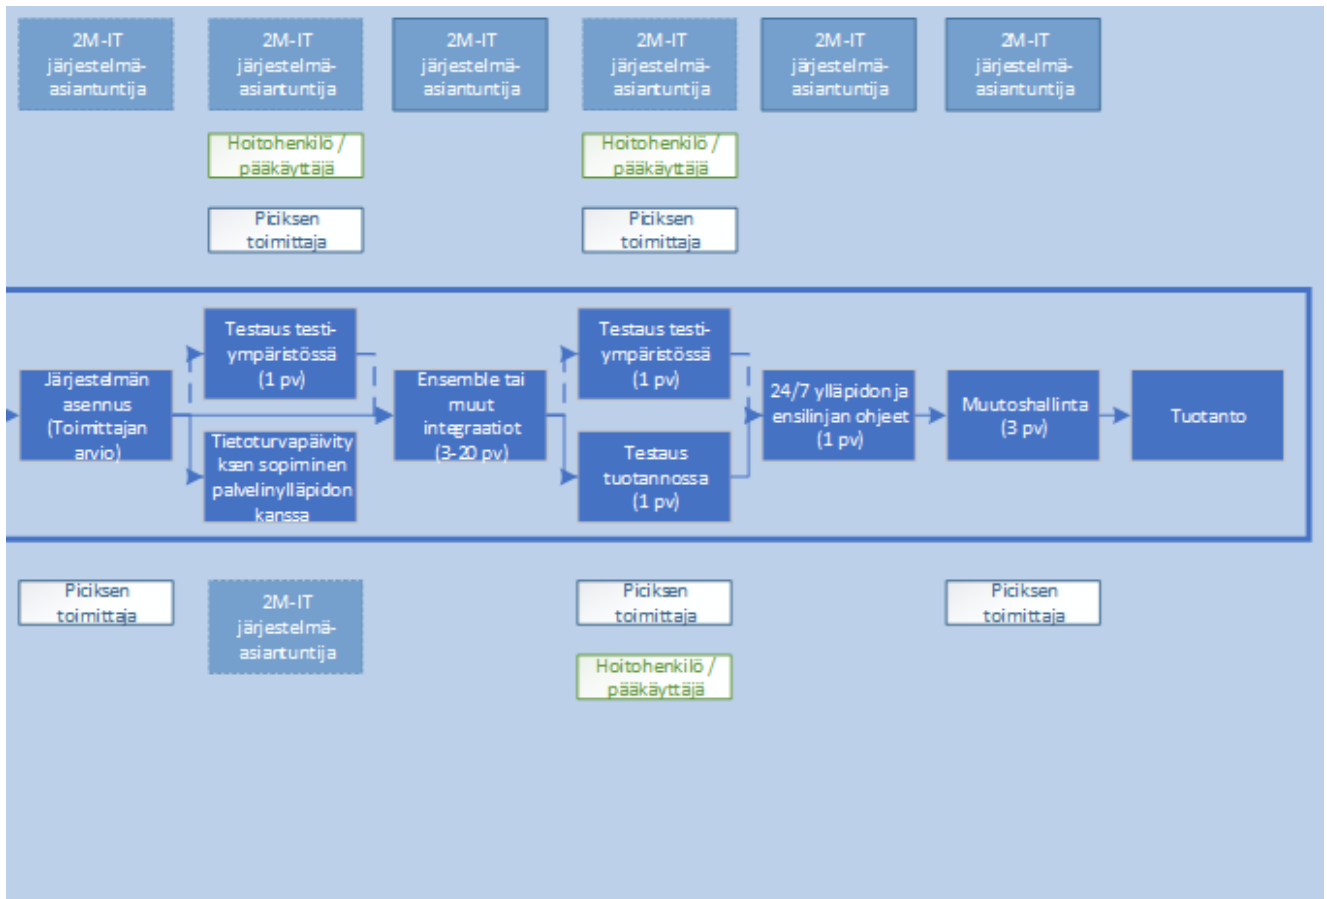 2M-IT
järjestelmä-
asiantuntija
2M-IT
järjestelmä-
asiantuntija
2M-IT
järjestelmä-
asiantuntija
2M-IT
järjestelmä-
asiantuntija
2M-IT
järjestelmä-
asiantuntija
2M-IT
järjestelmä-
asiantuntija
Hoitohenkilö /
pääkäyttäjä
Hoitohenkilö /
pääkäyttäjä
Piciksen
toimittaja
Piciksen
toimittaja
Järjestelmän
asennus
(Toimittajan
arvio)
Testaus testi-
ympäristössä
(1 pv)
Tietoturvapäivity
ksen sopiminen
palvelinylläpidon
kanssa
Ensemble tai
muut
integraatiot
(3-20 pv)
Testaus testi-
ympäristössä
(1 pv)
Testaus
tuotannossa
(1 pv)
24/7 ylläpidon ja
ensilinjan ohjeet
(1 pv)
Muutoshallinta
(3 pv)
Tuotanto
Piciksen
toimittaja
2M-IT
järjestelmä-
asiantuntija
Piciksen
toimittaja
Piciksen
toimittaja
Hoitohenkilö /
pääkäyttäjä